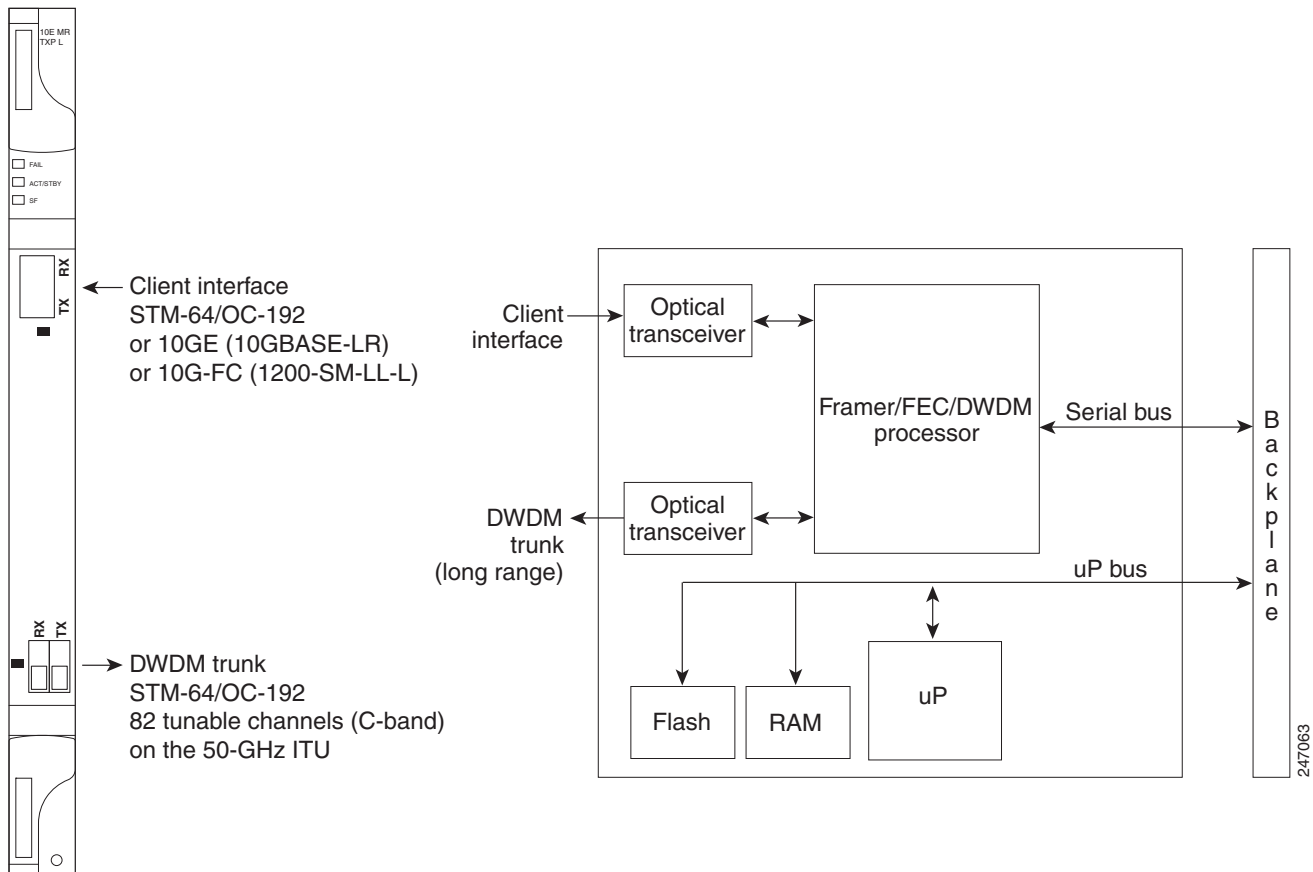 10E MR
TXP L
FAIL
ACT/STBY
SF
RX
TX
Client interface
STM-64/OC-192
or 10GE (10GBASE-LR)
or 10G-FC (1200-SM-LL-L)
RX
TX
DWDM trunk
STM-64/OC-192
82 tunable channels (C-band)
on the 50-GHz ITU
Client
interface
Optical
transceiver
Framer/FEC/DWDM
processor
Serial bus
DWDM
trunk
(long range)
Optical
transceiver
uP bus
Flash
RAM
uP
Backplane
247063